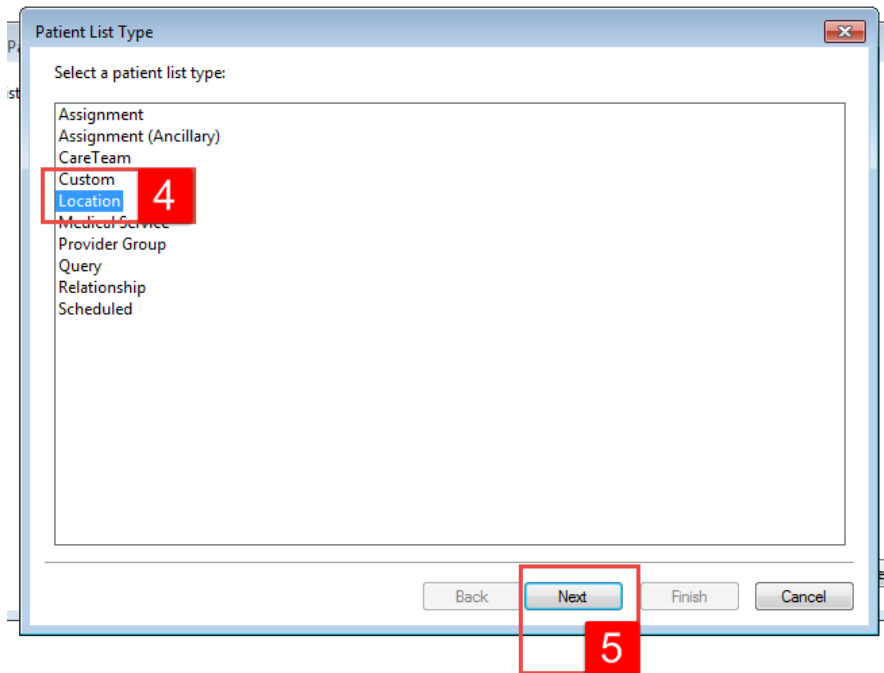 Patient List Type
Select a patient list type:
Assignment
Assignment (Ancillary)
CareTeam
Custom
4
Location
Medical Service
Provider Group
Query
Relationship
Scheduled
Back
Next
Finish
Cancel
5